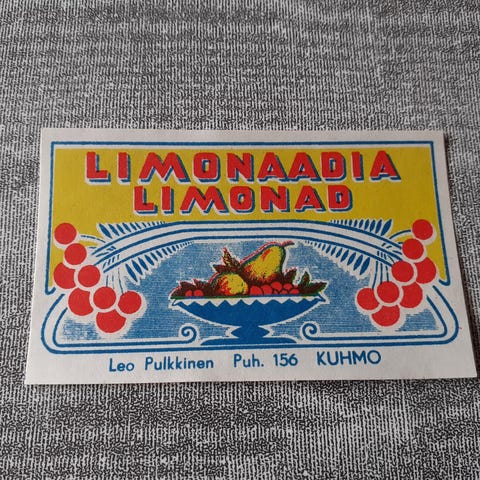 LIMONAADIA
LIMONAD
Leo Pulkkinen Puh. 156 KUHMO